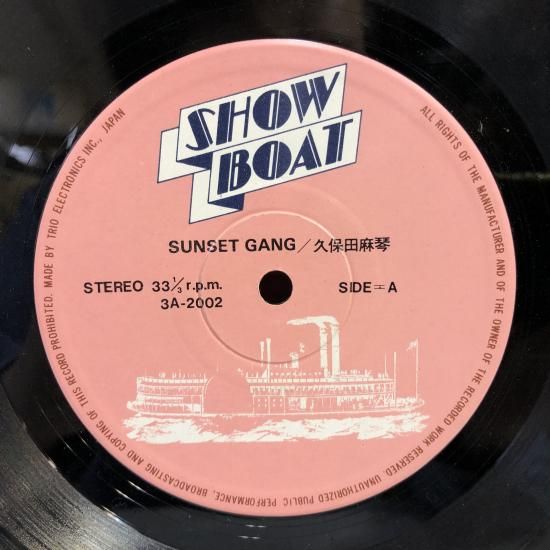 SHOW
BOAT
SUNSET GANG/久保田麻琴
STEREO 33⅓ r.p.m.
3A-2002
SIDE=A
ALL RIGHTS OF THE MANUFACTURER AND OF THE OWNER OF THE RECORDED WORK RESERVED. UNAUTHORIZED PUBLIC PERFORMANCE, BROADCASTING AND COPYING OF THIS RECORD PROHIBITED. MADE BY TRIO ELECTRONICS INC., JAPAN